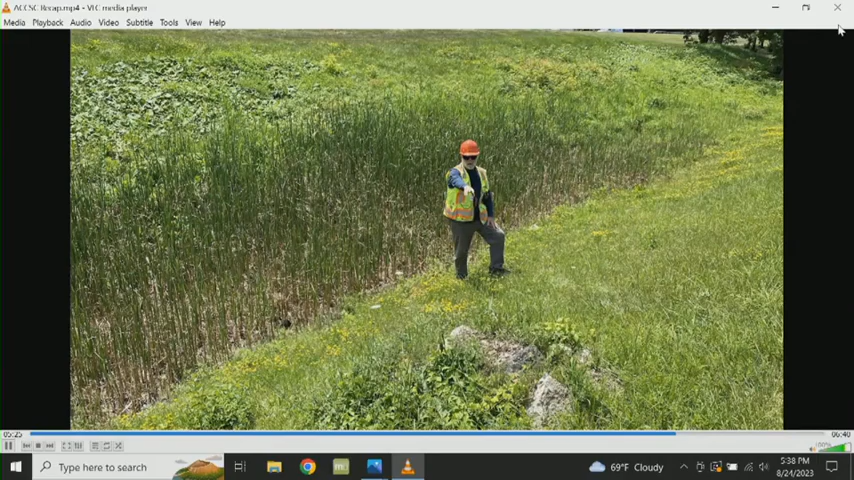 ACCSC Recap.mp4 - VLC media player
Media Playback Audio Video Subtitle Tools View Help
05:25
06:40
100%
Type here to search
69°F Cloudy
5:38 PM
8/24/2023